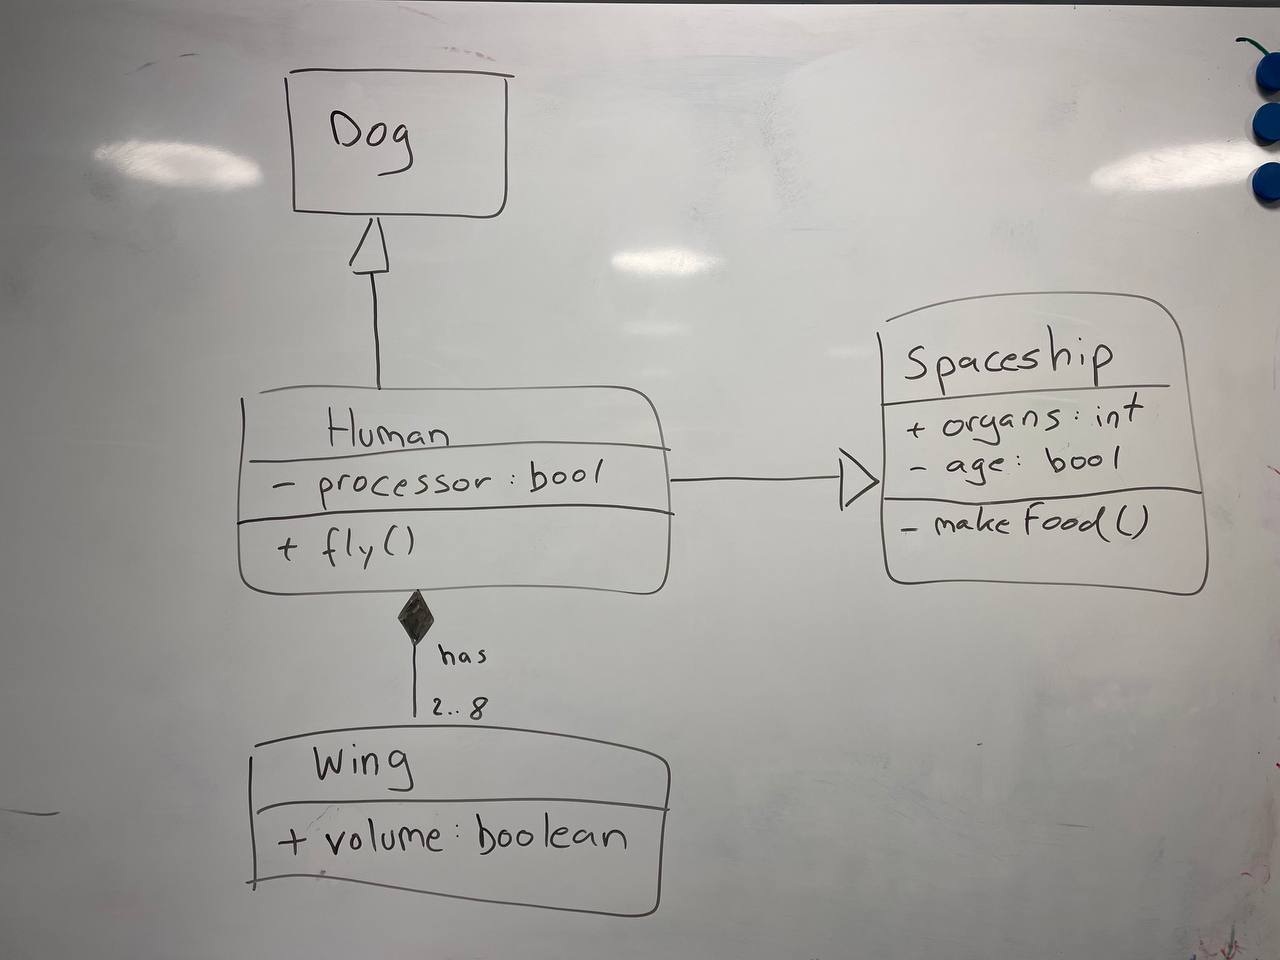 Dog
Human
- processor : bool
+ fly()
has
2..8
Wing
+ volume : boolean
Spaceship
+ organs : int
- age : bool
- makeFood()